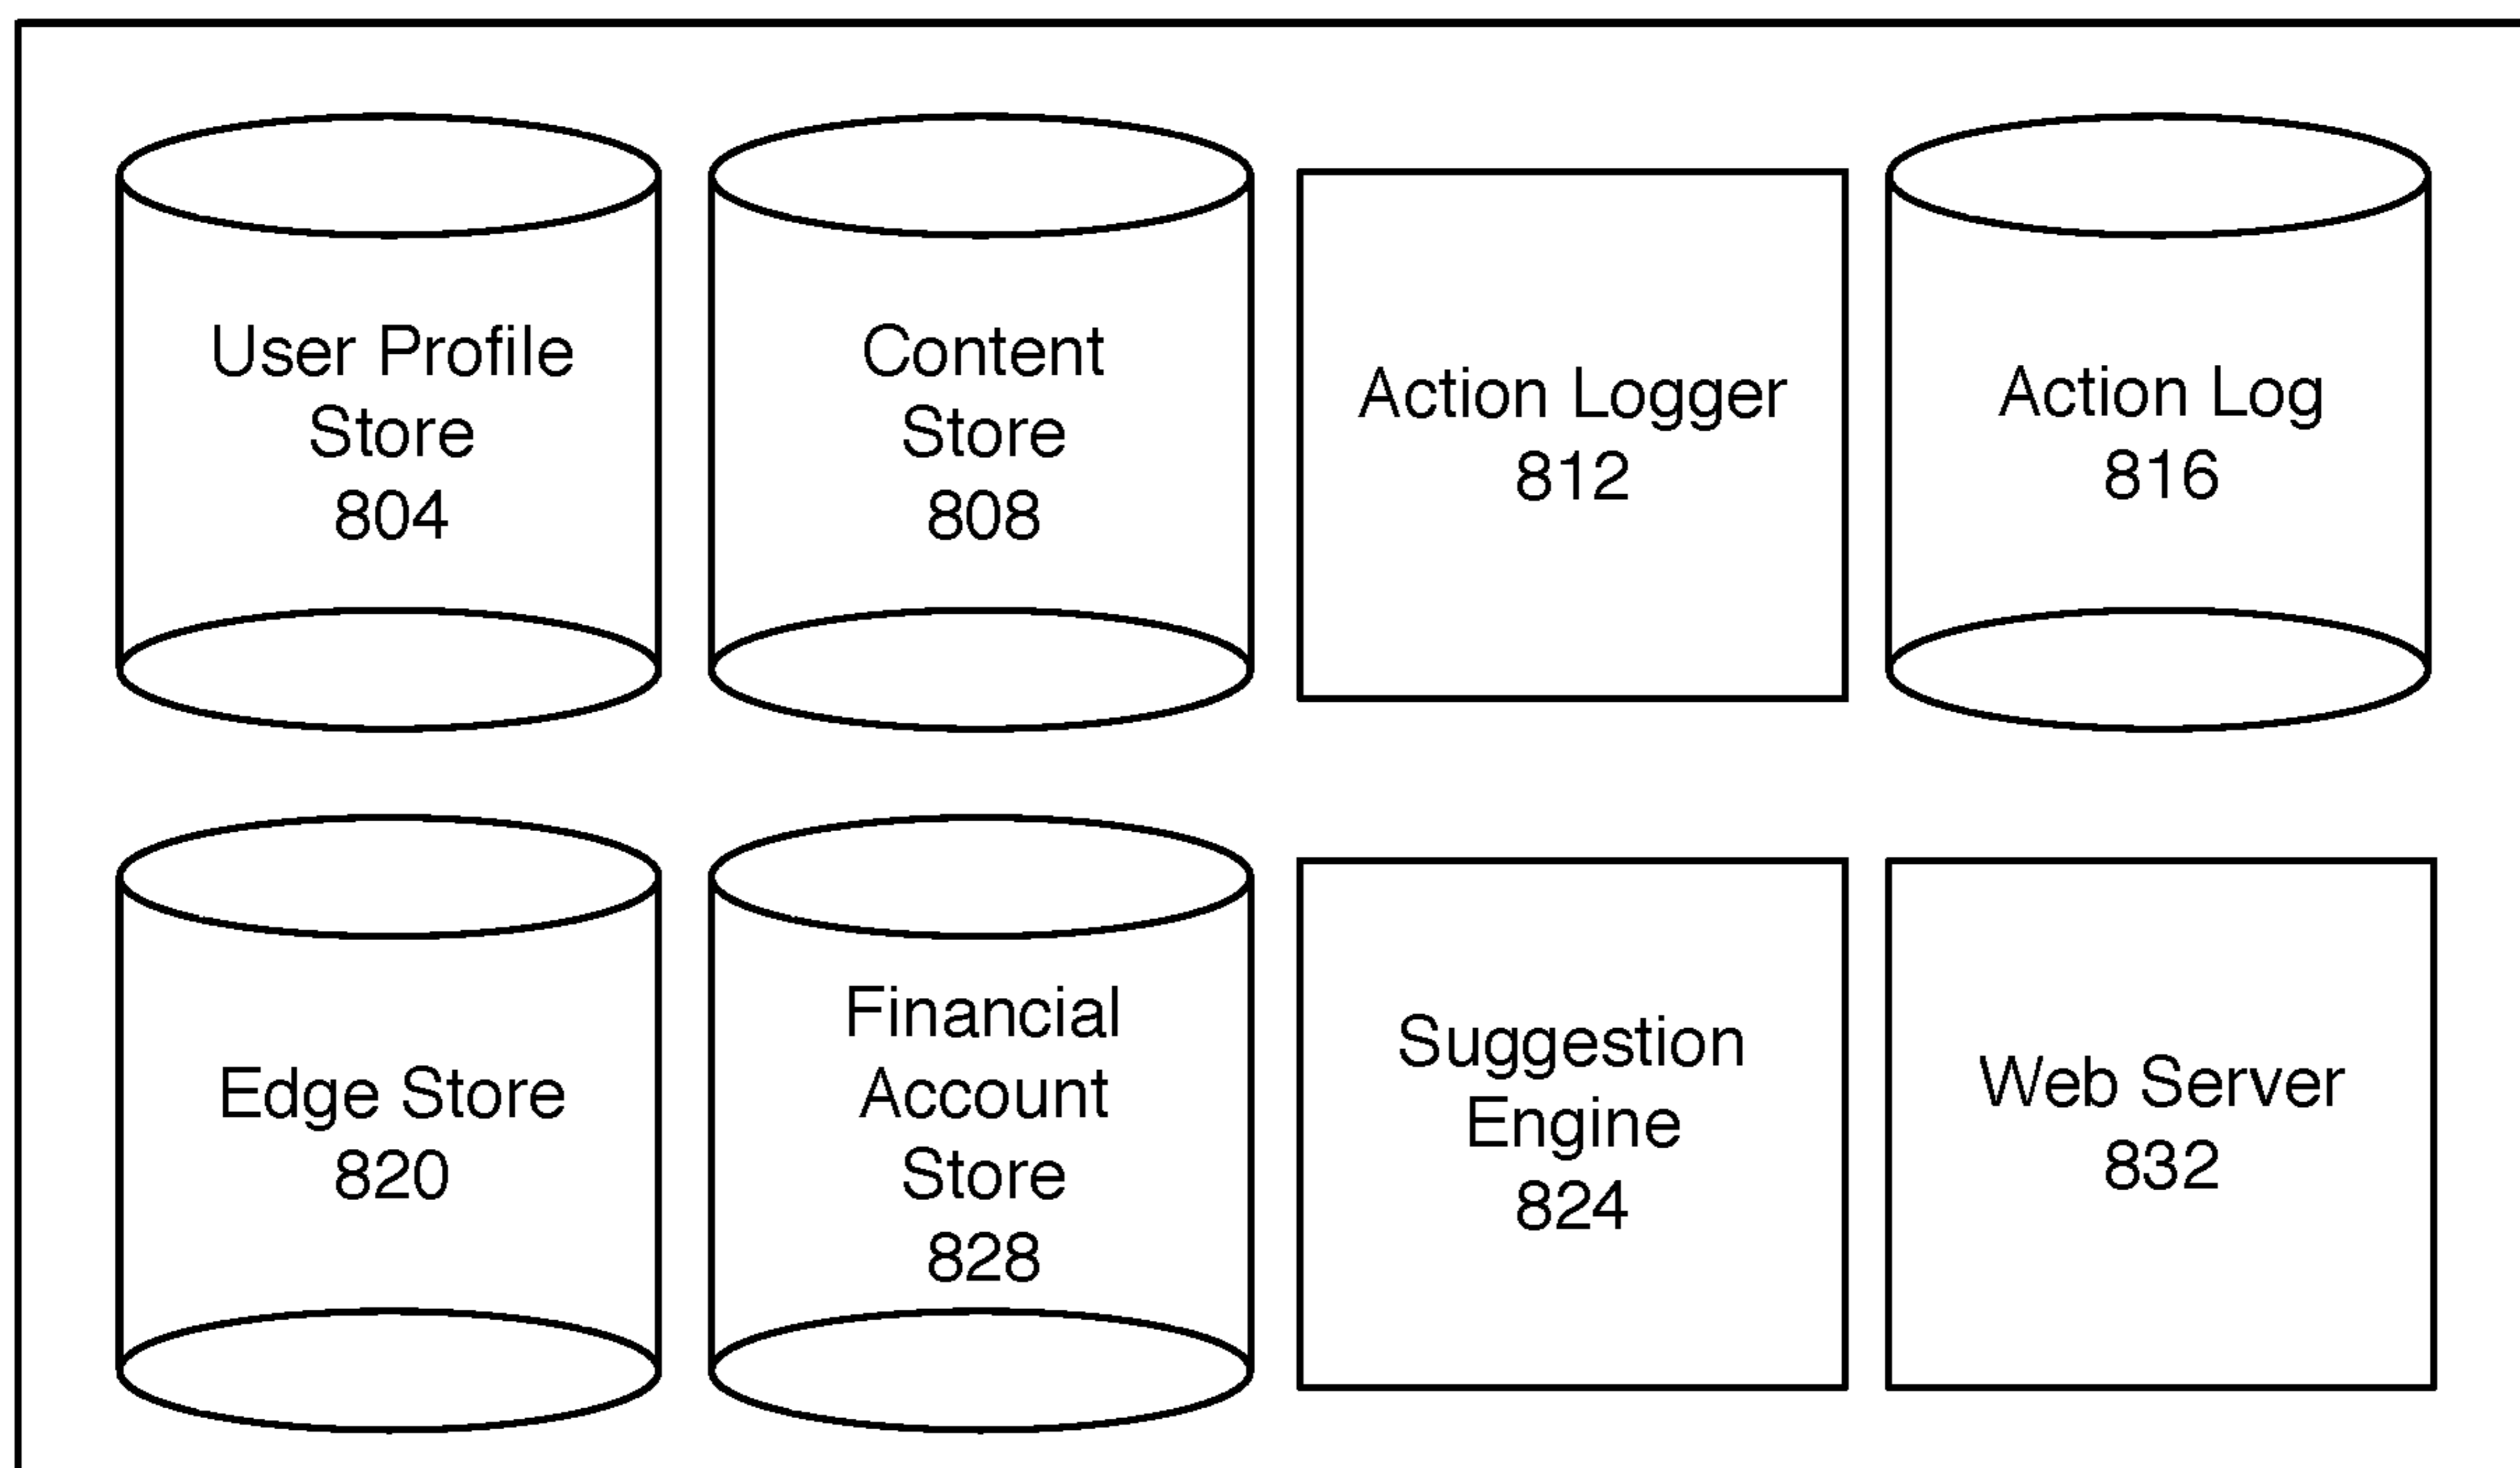 User Profile
Store
804
Content
Store
808
Action Logger
812
Action Log
816
Edge Store
820
Financial
Account
Store
828
Suggestion
Engine
824
Web Server
832